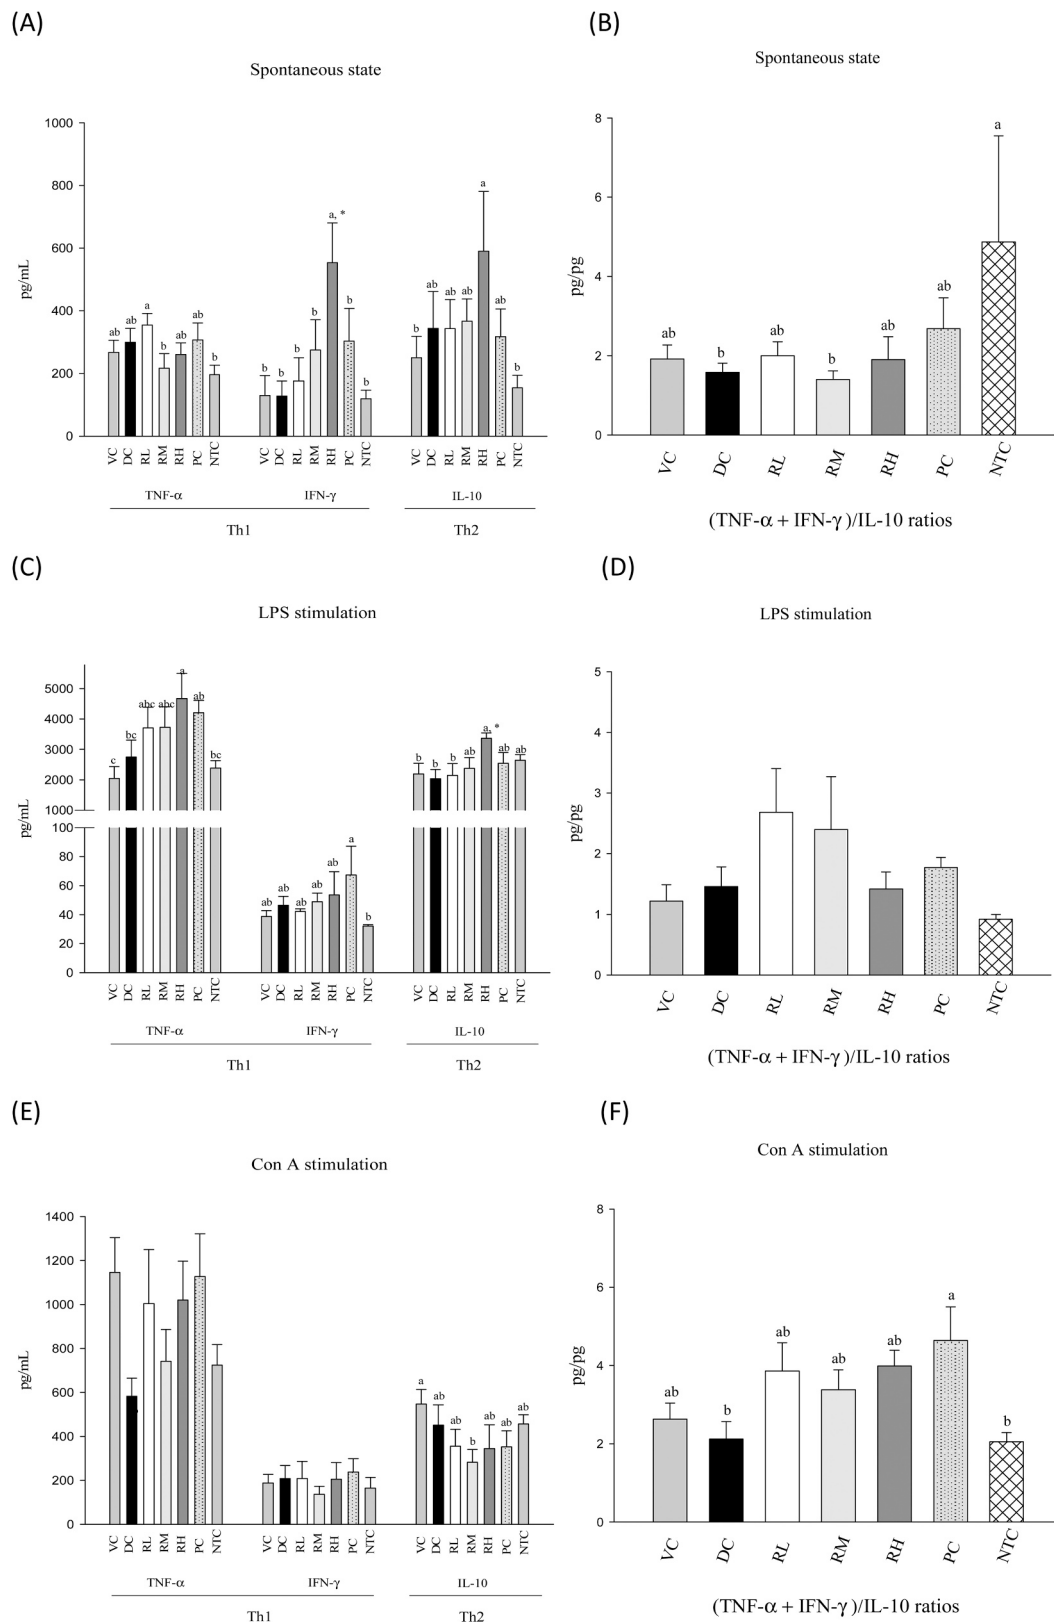 (A)
Spontaneous state
pg/mL
1000
800
600
400
200
0
ab ab a b ab ab b
b b b b a, * b b
b ab ab ab a ab b
VC DC RL RM RH PC NTC
VC DC RL RM RH PC NTC
VC DC RL RM RH PC NTC
TNF-α IFN-γ IL-10
Th1 Th2
(B)
Spontaneous state
pg/pg
8
6
4
2
0
ab b ab b ab ab a
VC DC RL RM RH PC NTC
(TNF-α + IFN-γ )/IL-10 ratios
(C)
LPS stimulation
pg/mL
5000
4000
3000
2000
1000
100
80
60
40
20
0
c bc abc abc a ab bc
ab ab ab ab ab a b
b b b ab a, * ab ab
VC DC RL RM RH PC NTC
VC DC RL RM RH PC NTC
VC DC RL RM RH PC NTC
TNF-α IFN-γ IL-10
Th1 Th2
(D)
LPS stimulation
pg/pg
5
4
3
2
1
0
VC DC RL RM RH PC NTC
(TNF-α + IFN-γ )/IL-10 ratios
(E)
Con A stimulation
pg/mL
1400
1200
1000
800
600
400
200
0
a ab ab b ab ab ab
VC DC RL RM RH PC NTC
VC DC RL RM RH PC NTC
VC DC RL RM RH PC NTC
TNF-α IFN-γ IL-10
Th1 Th2
(F)
Con A stimulation
pg/pg
8
6
4
2
0
ab b ab ab ab a b
VC DC RL RM RH PC NTC
(TNF-α + IFN-γ )/IL-10 ratios